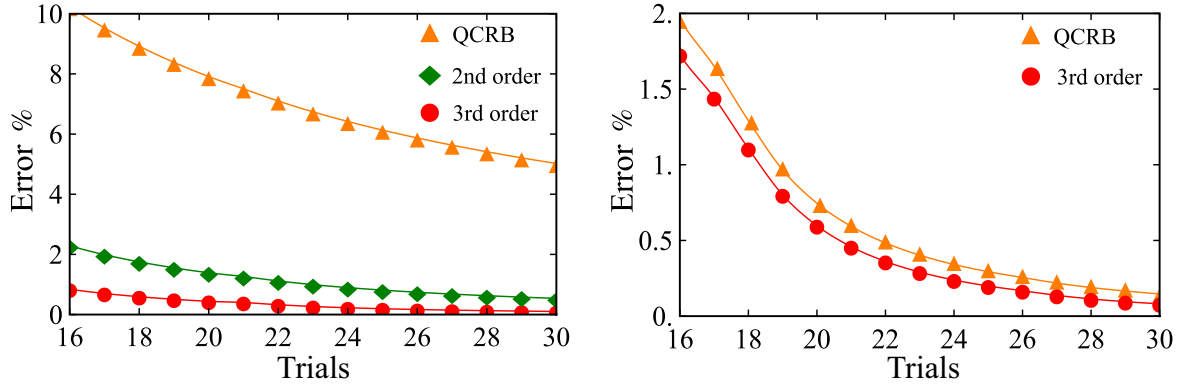 10
8
6
4
2
0
Error %
QCRB
2nd order
3rd order
16 18 20 22 24 26 28 30
Trials
2.
1.5
1.
0.5
0.
Error %
QCRB
3rd order
16 18 20 22 24 26 28 30
Trials